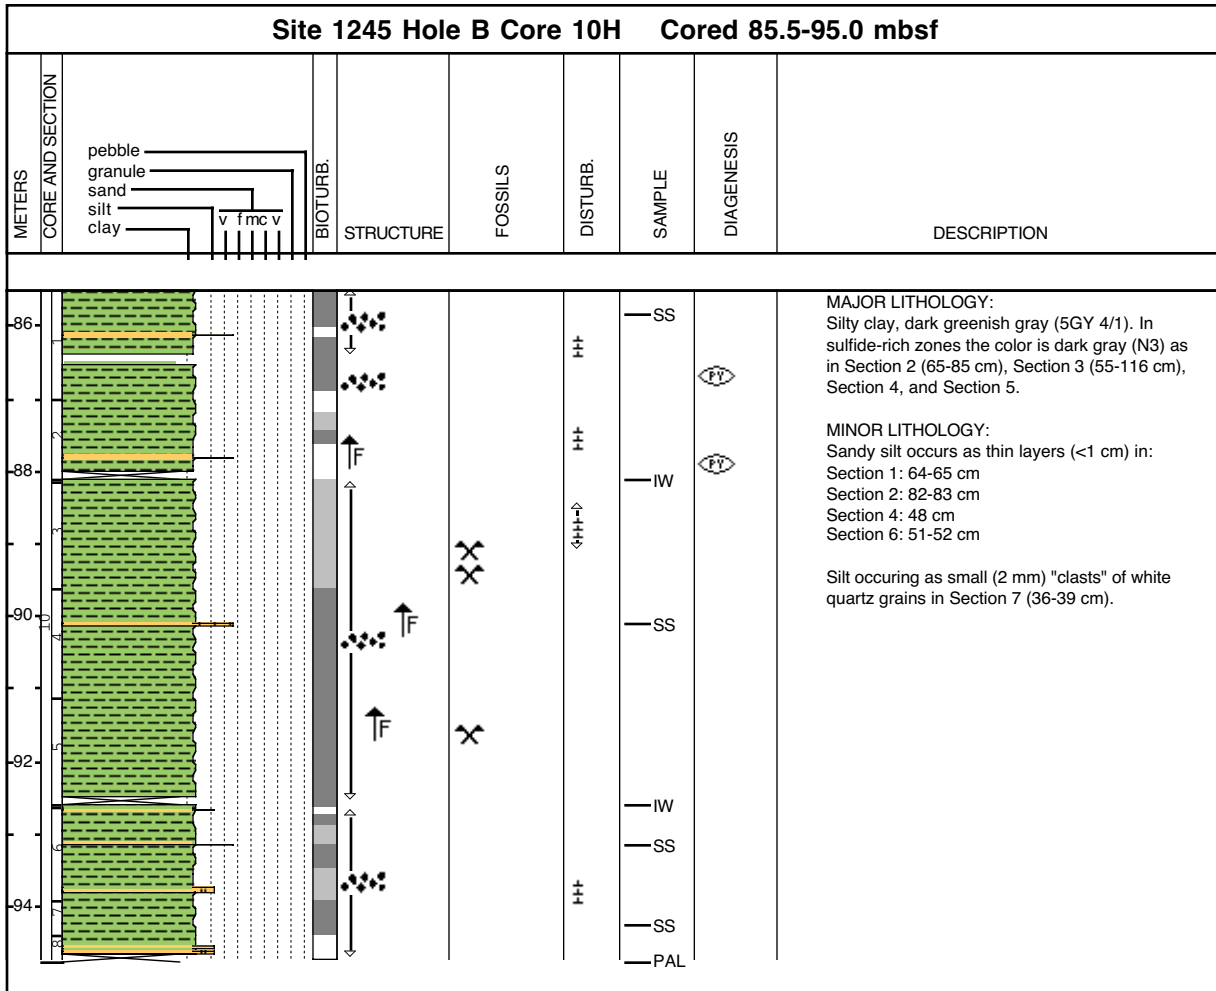 Site 1245 Hole B Core 10H Cored 85.5-95.0 mbsf
METERS
CORE AND SECTION
pebble
granule
sand
silt
clay
v f m c v
BIOTURB.
STRUCTURE
FOSSILS
DISTURB.
SAMPLE
DIAGENESIS
DESCRIPTION
86
88
90
92
94
10
1
2
3
4
5
6
7
8
F
F
F
SS
IW
SS
IW
SS
SS
PAL
PY
PY
MAJOR LITHOLOGY:
Silty clay, dark greenish gray (5GY 4/1). In
sulfide-rich zones the color is dark gray (N3) as
in Section 2 (65-85 cm), Section 3 (55-116 cm),
Section 4, and Section 5.
MINOR LITHOLOGY:
Sandy silt occurs as thin layers (<1 cm) in:
Section 1: 64-65 cm
Section 2: 82-83 cm
Section 4: 48 cm
Section 6: 51-52 cm
Silt occuring as small (2 mm) "clasts" of white
quartz grains in Section 7 (36-39 cm).